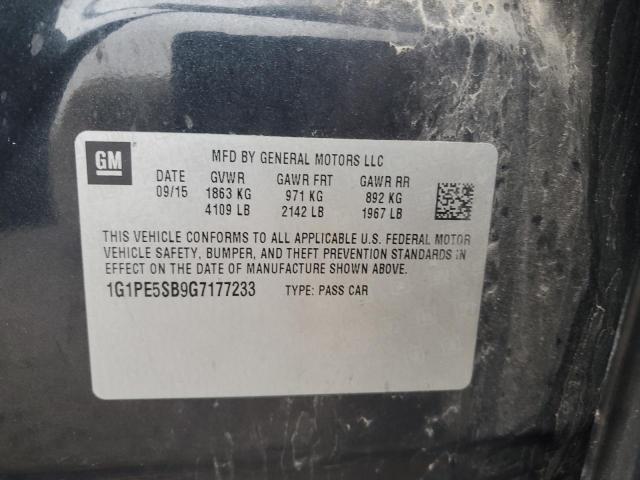 GM
MFD BY GENERAL MOTORS LLC
DATE GVWR GAWR FRT GAWR RR
09/15 1863 KG 971 KG 892 KG
4109 LB 2142 LB 1967 LB
THIS VEHICLE CONFORMS TO ALL APPLICABLE U.S. FEDERAL MOTOR
VEHICLE SAFETY, BUMPER, AND THEFT PREVENTION STANDARDS IN
EFFECT ON THE DATE OF MANUFACTURE SHOWN ABOVE.
1G1PE5SB9G7177233 TYPE: PASS CAR